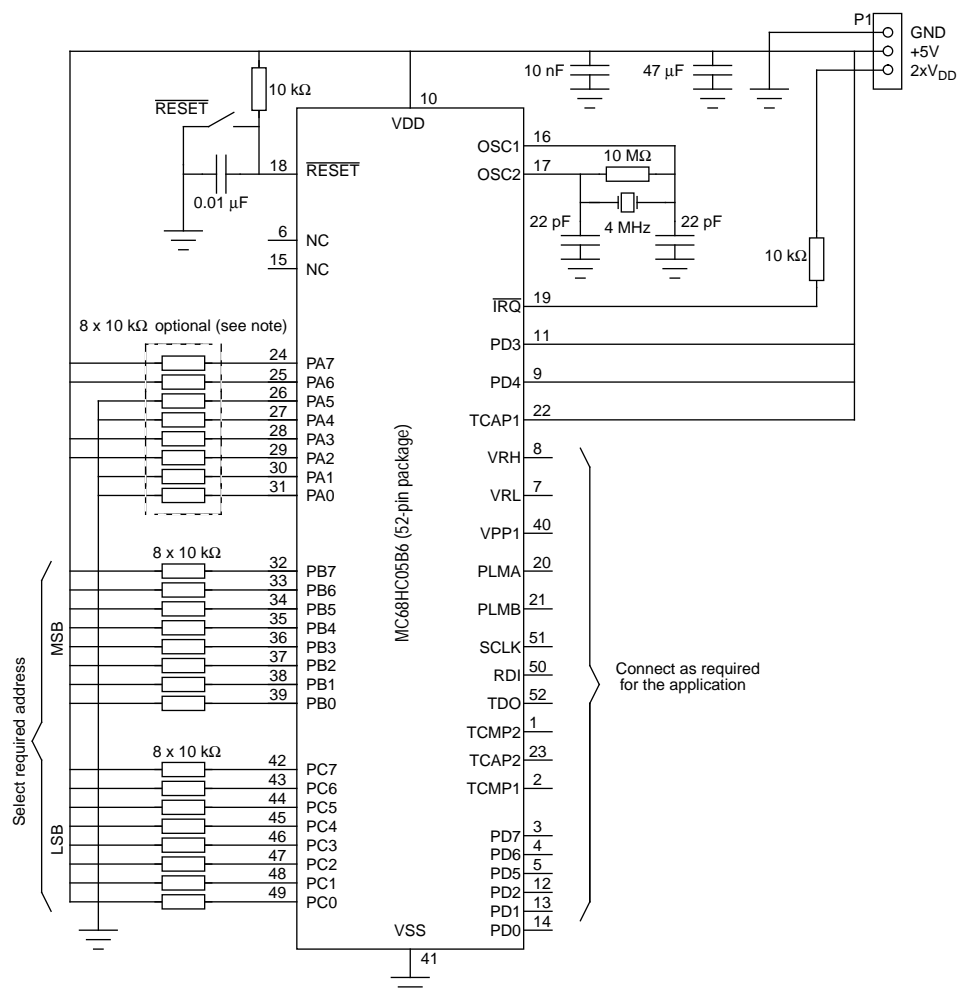 P1
GND
+5V
2xVDD
10 nF
47 µF
10 kΩ
RESET
0.01 µF
10
VDD
18
RESET
6
NC
15
NC
16
OSC1
17
OSC2
10 MΩ
4 MHz
22 pF
22 pF
10 kΩ
19
IRQ
11
PD3
9
PD4
22
TCAP1
8 x 10 kΩ optional (see note)
24 PA7
25 PA6
26 PA5
27 PA4
28 PA3
29 PA2
30 PA1
31 PA0
MC68HC05B6 (52-pin package)
VRH 8
VRL 7
VPP1 40
PLMA 20
PLMB 21
SCLK 51
RDI 50
TDO 52
TCMP2 1
TCAP2 23
TCMP1 2
PD7 3
PD6 4
PD5 5
PD2 12
PD1 13
PD0 14
Connect as required
for the application
8 x 10 kΩ
32 PB7
33 PB6
34 PB5
35 PB4
36 PB3
37 PB2
38 PB1
39 PB0
MSB
Select required address
LSB
8 x 10 kΩ
42 PC7
43 PC6
44 PC5
45 PC4
46 PC3
47 PC2
48 PC1
49 PC0
VSS
41